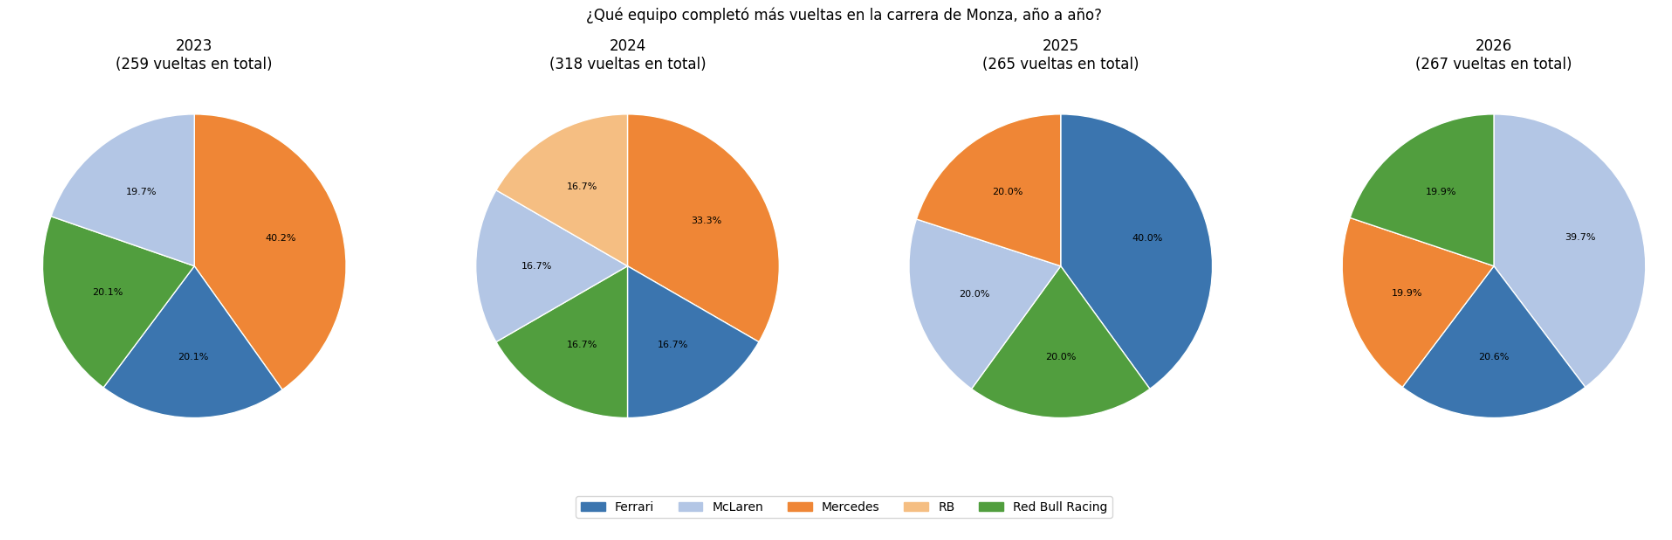 ¿Qué equipo completó más vueltas en la carrera de Monza, año a año?
2023
(259 vueltas en total)
19.7%
40.2%
20.1%
20.1%
2024
(318 vueltas en total)
16.7%
33.3%
16.7%
16.7%
16.7%
2025
(265 vueltas en total)
20.0%
40.0%
20.0%
20.0%
2026
(267 vueltas en total)
19.9%
39.7%
19.9%
20.6%
Ferrari
McLaren
Mercedes
RB
Red Bull Racing